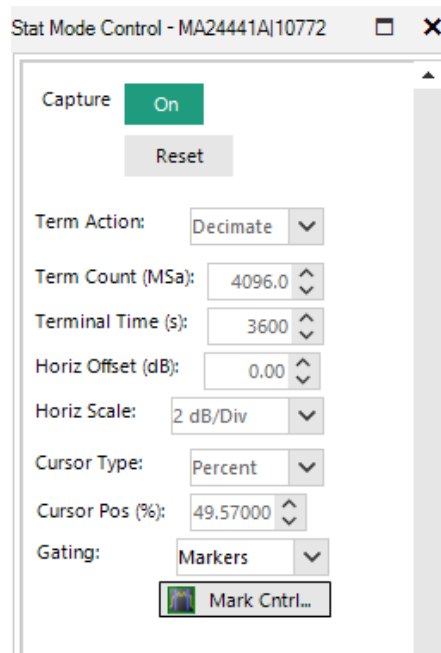 Stat Mode Control - MA24441A|10772
Capture On
Reset
Term Action: Decimate
Term Count (MSa): 4096.0
Terminal Time (s): 3600
Horiz Offset (dB): 0.00
Horiz Scale: 2 dB/Div
Cursor Type: Percent
Cursor Pos (%): 49.57000
Gating: Markers
Mark Cntrl...